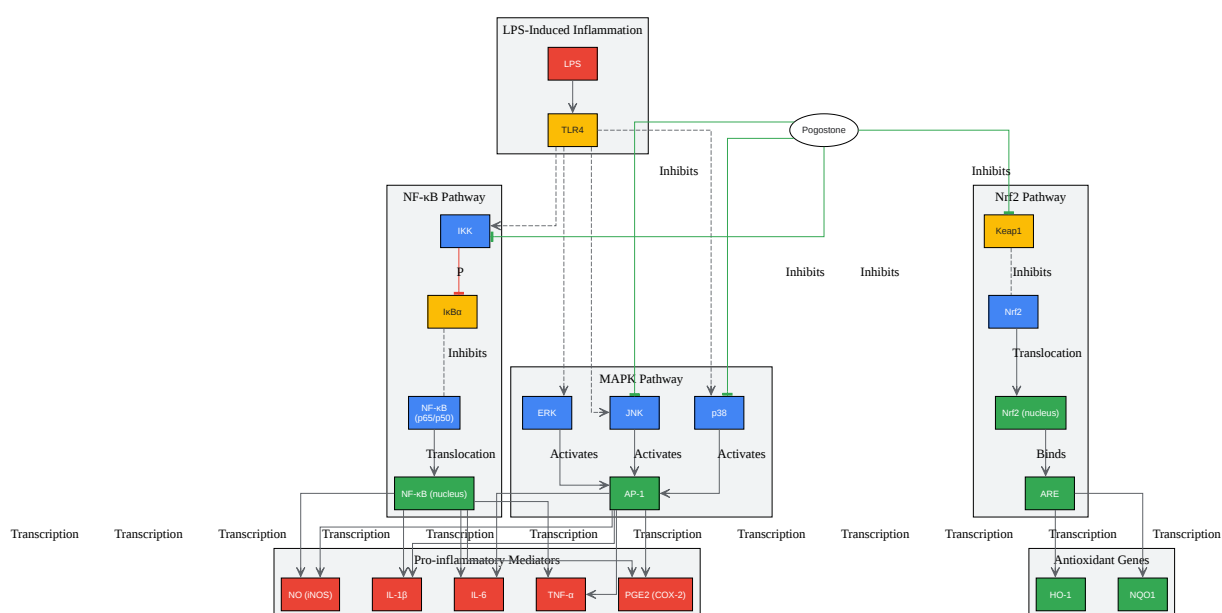 LPS-Induced Inflammation
LPS
TLR4
Pogostone
Inhibits
Inhibits
NF-κB Pathway
Nrf2 Pathway
IKK
Keap1
P
Inhibits
Inhibits
Inhibits
IκBα
Nrf2
Inhibits
Translocation
MAPK Pathway
NF-κB
(p65/p50)
ERK
JNK
p38
Nrf2 (nucleus)
Translocation
Activates
Activates
Activates
Binds
NF-κB (nucleus)
AP-1
ARE
Transcription
Transcription
Transcription
Transcription
Transcription
Transcription
Transcription
Transcription
Transcription
Transcription
Transcription
Transcription
Pro-inflammatory Mediators
Antioxidant Genes
NO (iNOS)
IL-1β
IL-6
TNF-α
PGE2 (COX-2)
HO-1
NQO1